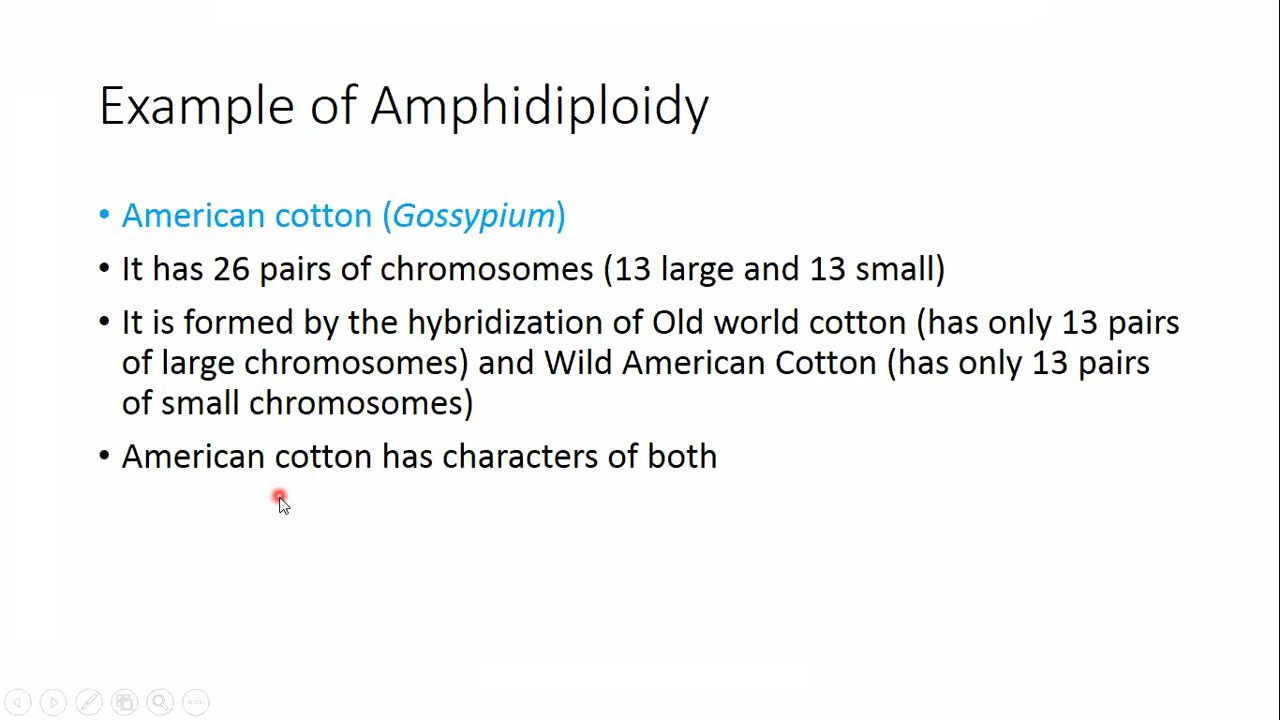 Example of Amphidiploidy
• American cotton (Gossypium)
• It has 26 pairs of chromosomes (13 large and 13 small)
• It is formed by the hybridization of Old world cotton (has only 13 pairs
of large chromosomes) and Wild American Cotton (has only 13 pairs
of small chromosomes)
• American cotton has characters of both